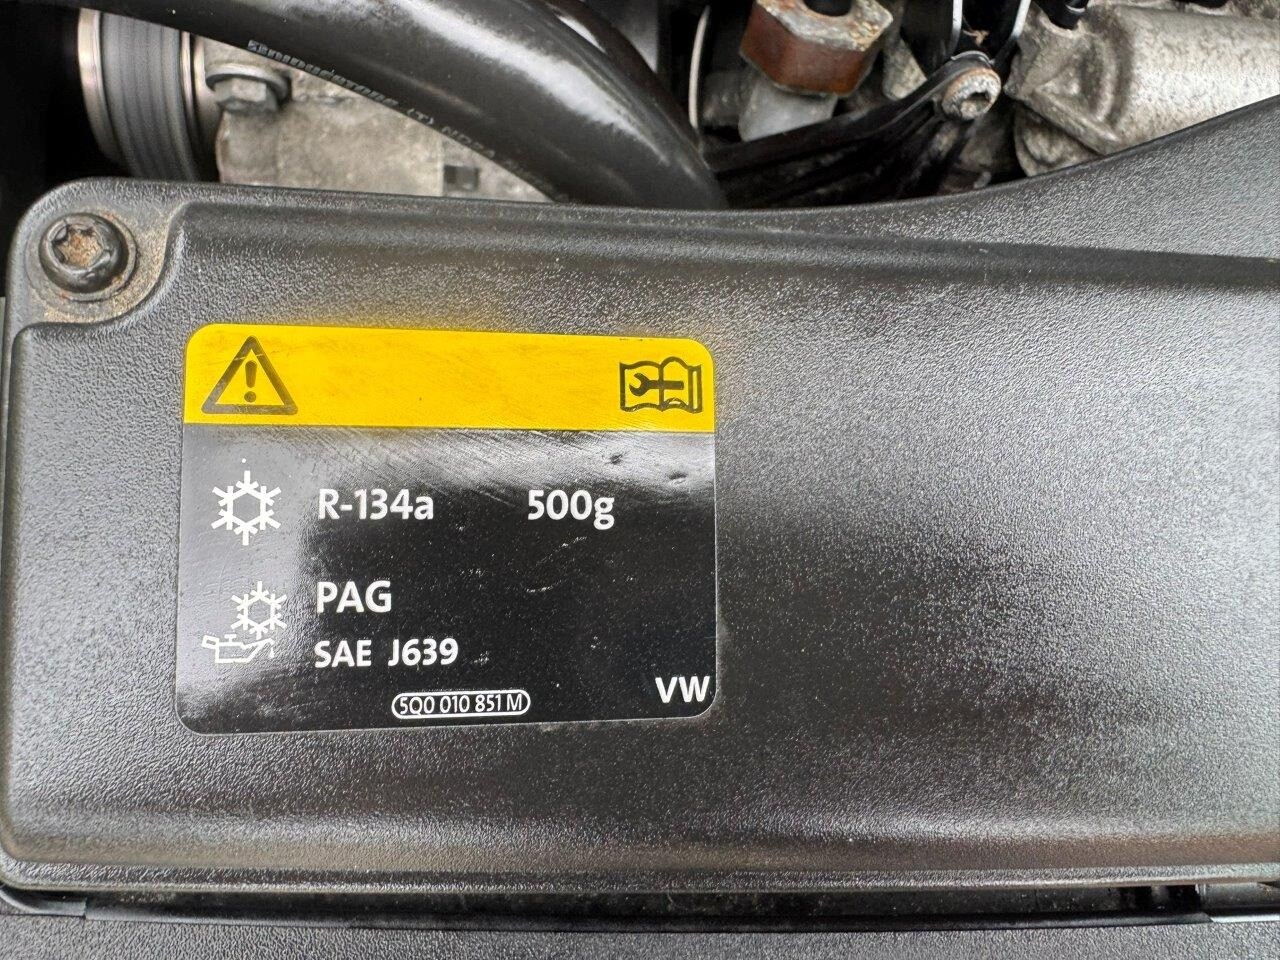 R-134a 500g
PAG
SAE J639
5Q0 010 851 M
VW